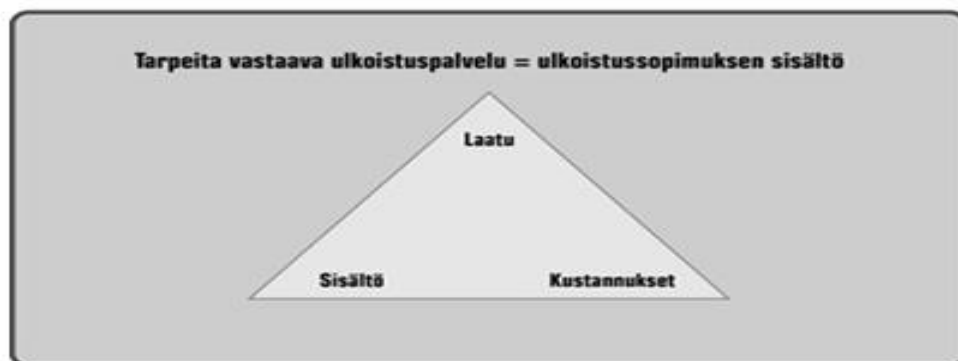 Tarpeita vastaava ulkoistuspalvelu = ulkoistussopimuksen sisältö
Laatu
Sisältö
Kustannukset